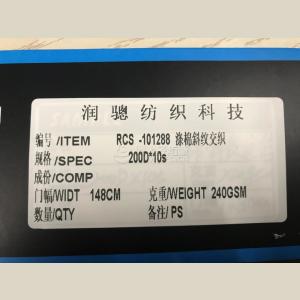 润骢纺织科技
编号/ITEM RCS -101288 涤棉斜纹交织
规格/SPEC 200D*10s
成份/COMP
门幅/WIDT 148CM 克重/WEIGHT 240GSM
数量/QTY 备注/PS